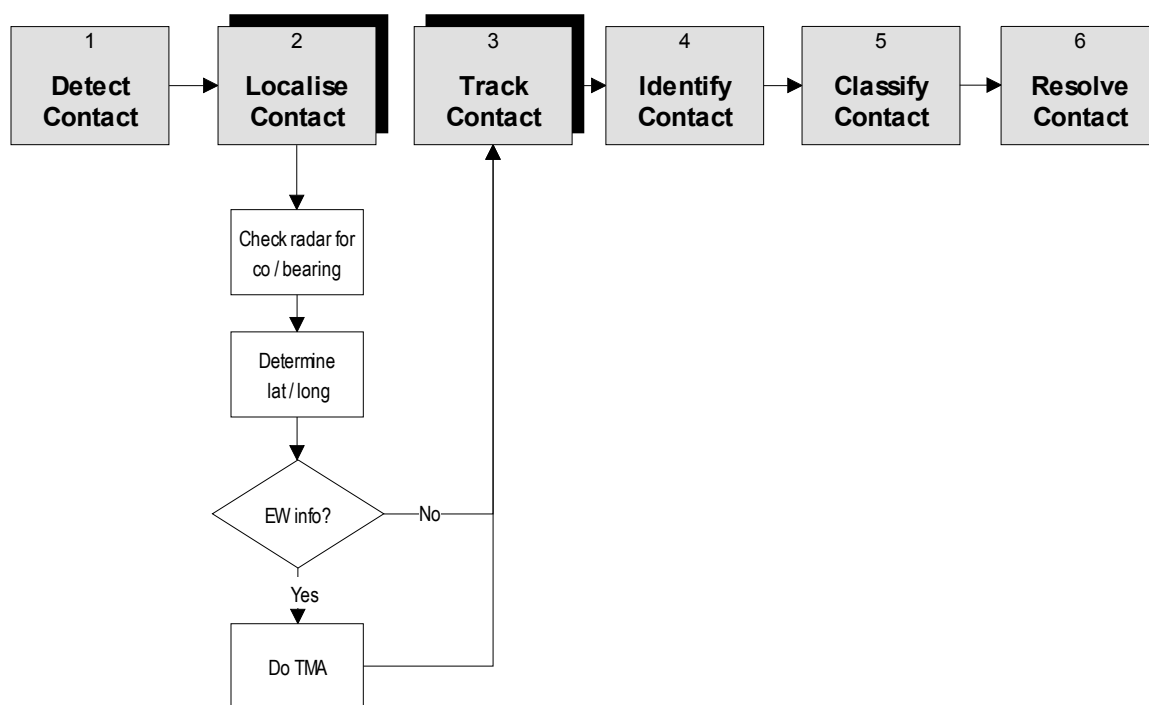 1
Detect
Contact
2
Localise
Contact
3
Track
Contact
4
Identify
Contact
5
Classify
Contact
6
Resolve
Contact
Check radar for
co / bearing
Determine
lat / long
EW info?
No
Yes
Do TMA